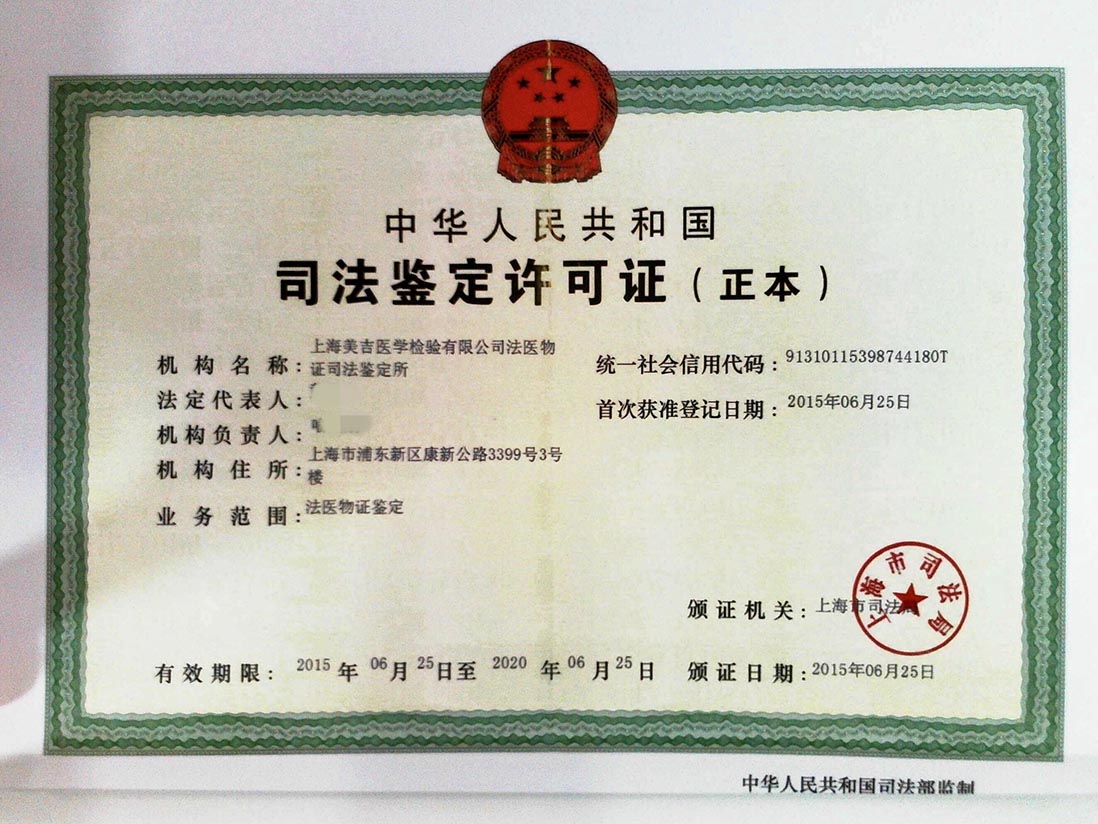 中华人民共和国
司法鉴定许可证（正本）
机构名称：上海美吉医学检验有限公司法医物
证司法鉴定所
统一社会信用代码：91310115398744180T
法定代表人：
首次获准登记日期：2015年06月25日
机构负责人：
机构住所：上海市浦东新区康新公路3399号3号
楼
业务范围：法医物证鉴定
颁证机关：上海市司法局
上海市司法局
有效期限：2015年06月25日至2020年06月25日
颁证日期：2015年06月25日
中华人民共和国司法部监制